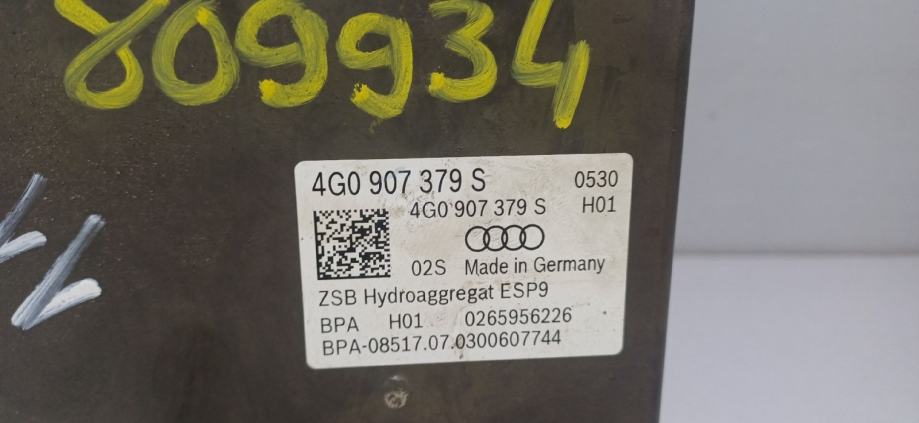 809934
4G0 907 379 S 0530
4G0 907 379 S H01
02S Made in Germany
ZSB Hydroaggregat ESP9
BPA H01 0265956226
BPA-08517.07.0300607744